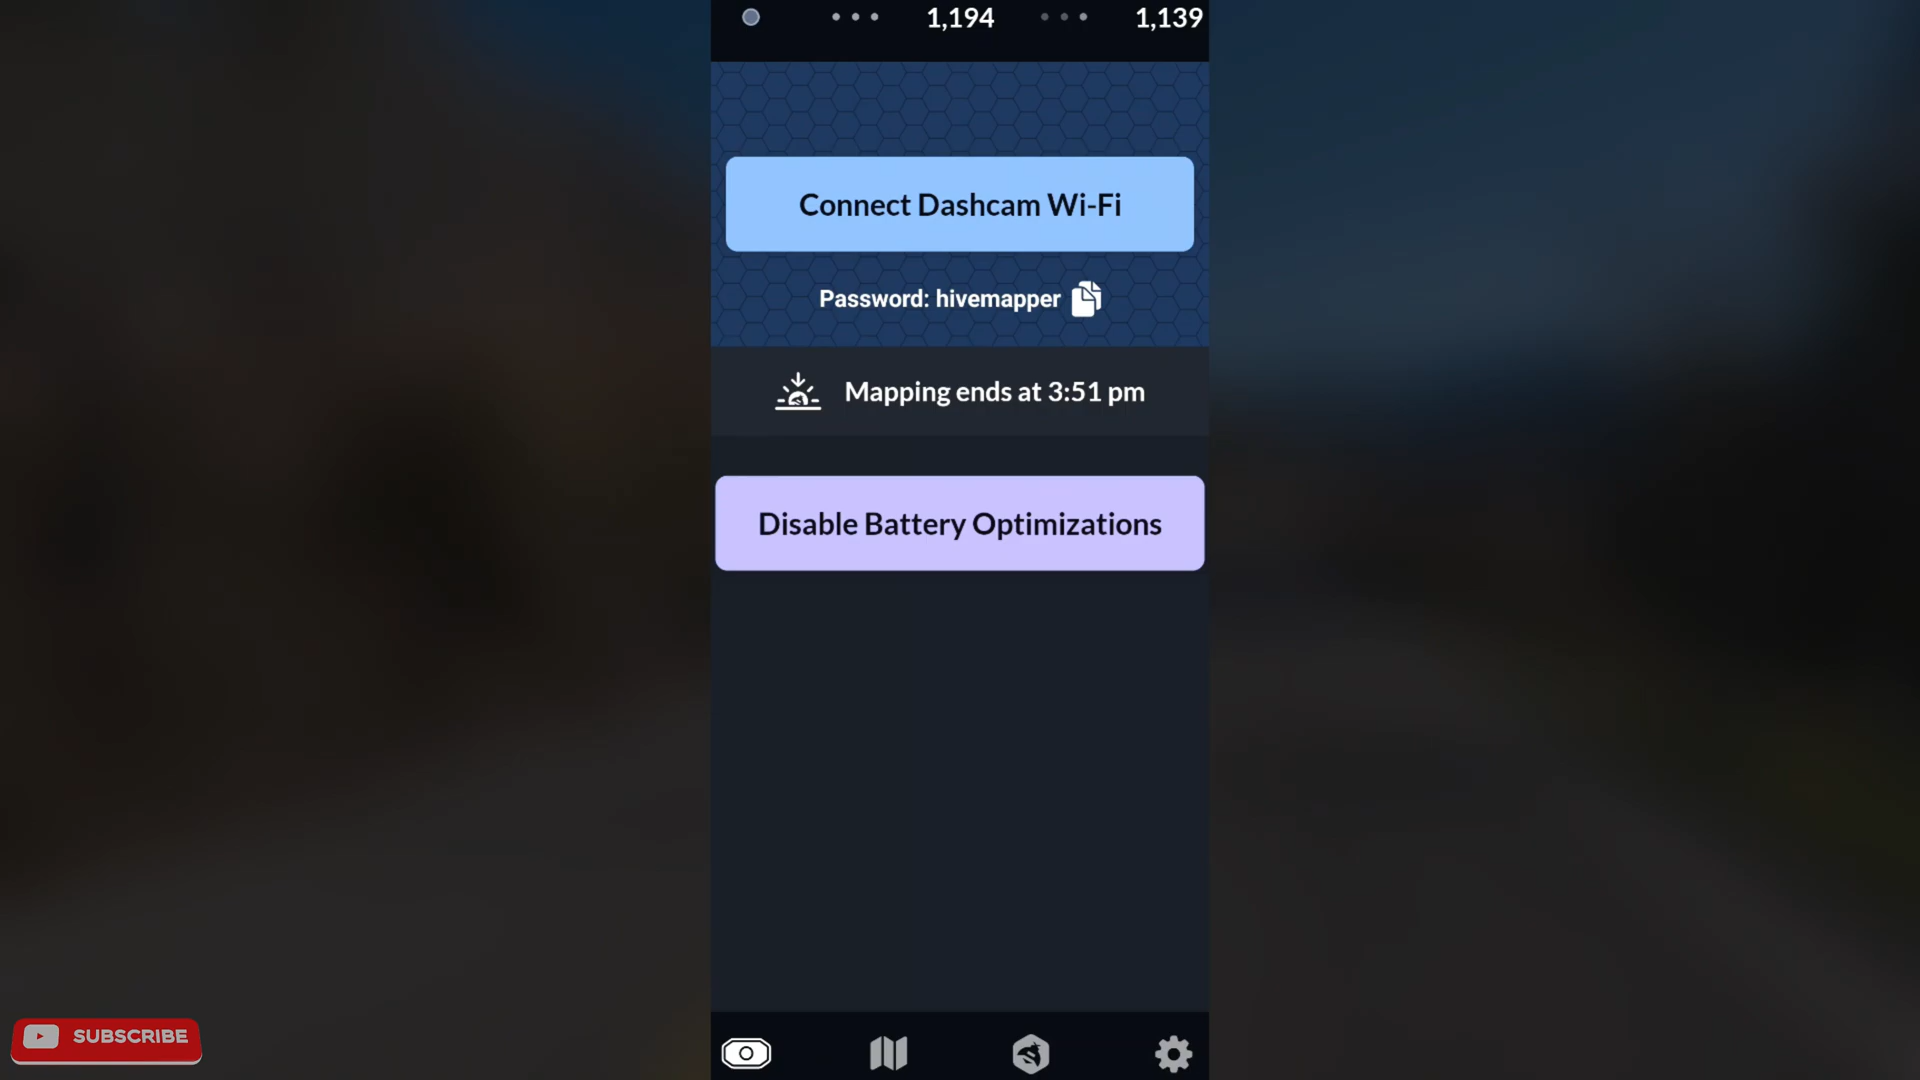 1,194 1,139
Connect Dashcam Wi-Fi
Password: hivemapper
Mapping ends at 3:51 pm
Disable Battery Optimizations
SUBSCRIBE